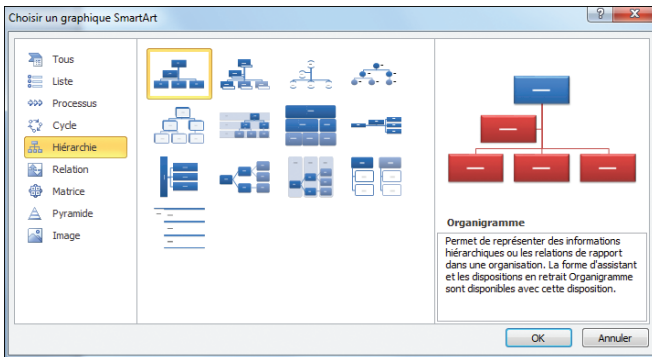 Choisir un graphique SmartArt
Tous
Liste
Processus
Cycle
Hiérarchie
Relation
Matrice
Pyramide
Image
Organigramme
Permet de représenter des informations
hiérarchiques ou les relations de rapport
dans une organisation. La forme d'assistant
et les dispositions en retrait Organigramme
sont disponibles avec cette disposition.
OK
Annuler